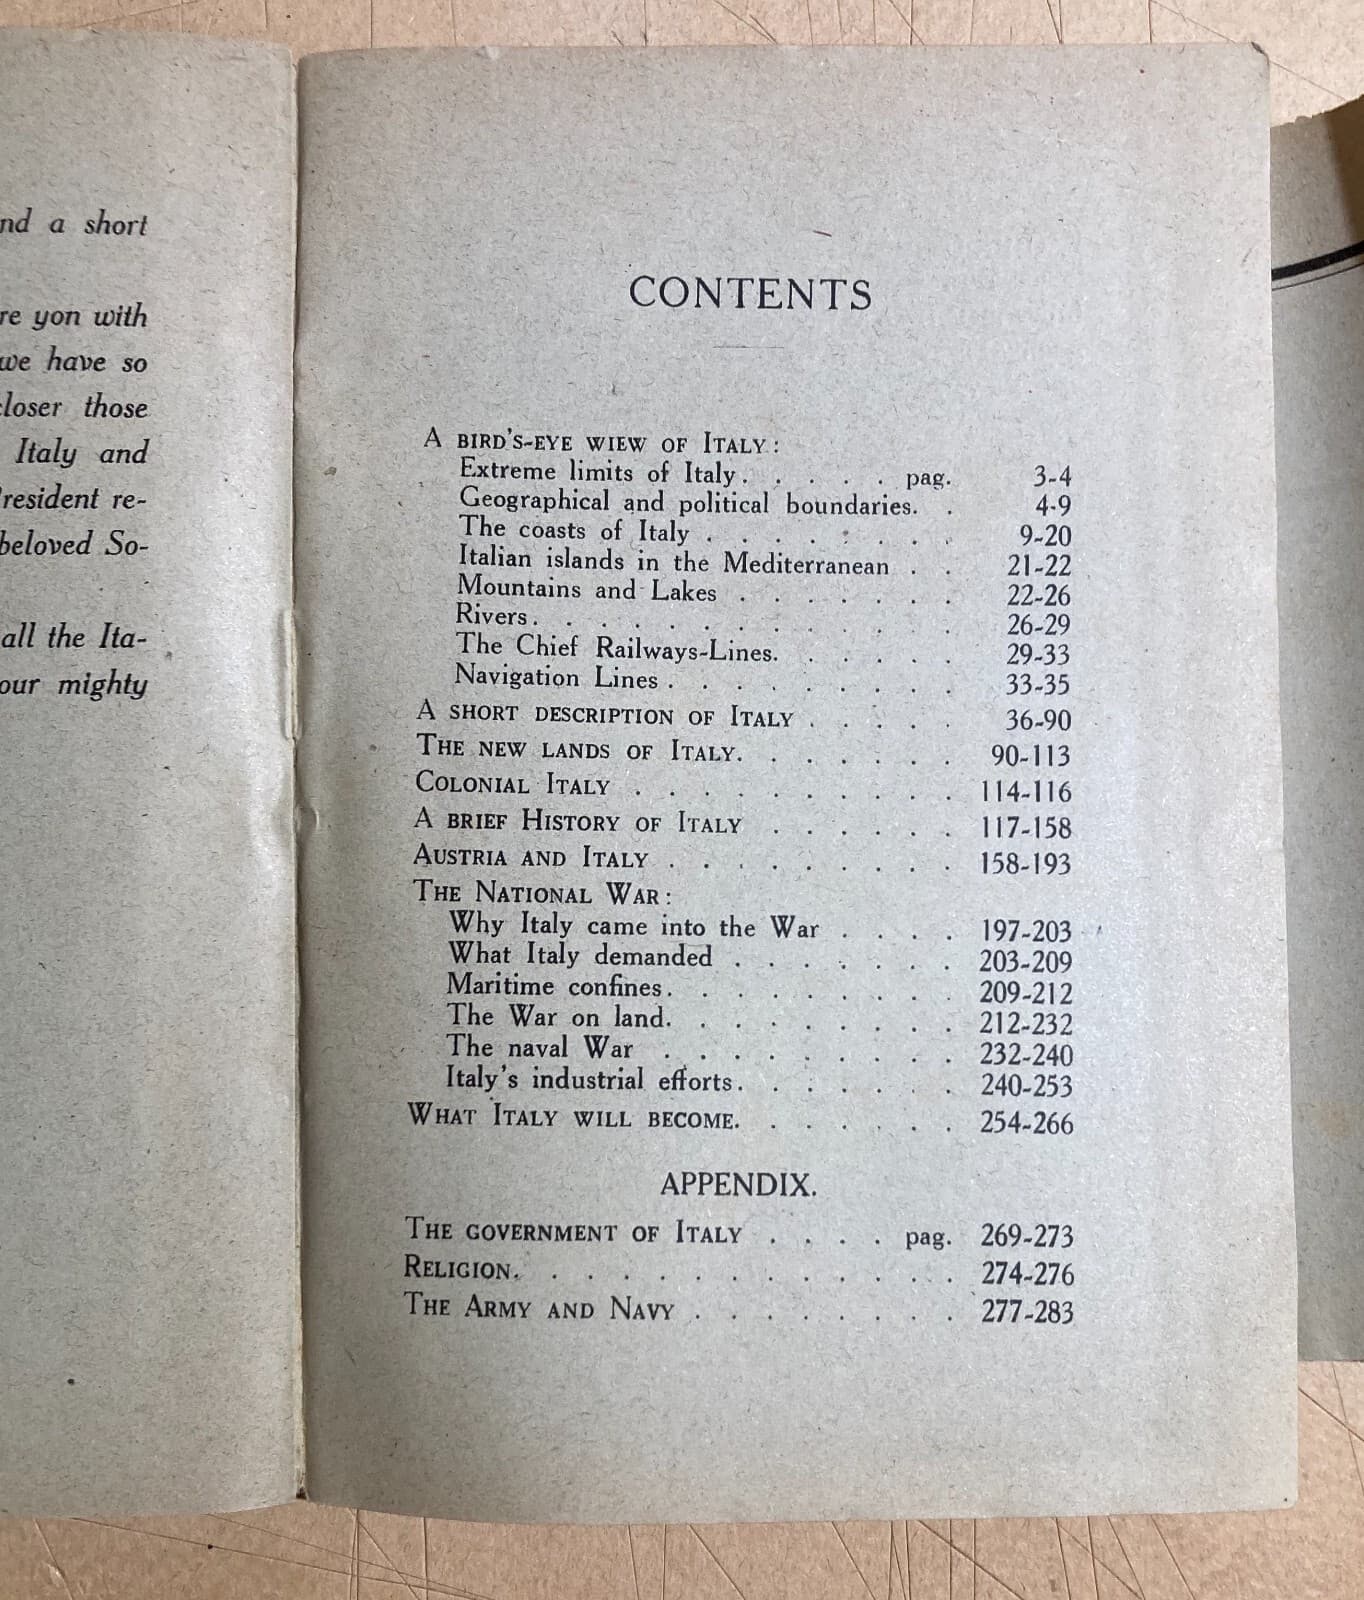 nd a short
re yon with
we have so
closer those
Italy and
resident re-
beloved So-
all the Ita-
our mighty
CONTENTS
A BIRD'S-EYE WIEW OF ITALY:
Extreme limits of Italy. . . . . pag. 3-4
Geographical and political boundaries. . 4-9
The coasts of Italy . . . . . . . . 9-20
Italian islands in the Mediterranean . . 21-22
Mountains and Lakes . . . . . . . 22-26
Rivers. . . . . . . . . . . . . 26-29
The Chief Railways-Lines. . . . . . 29-33
Navigation Lines . . . . . . . . . 33-35
A SHORT DESCRIPTION OF ITALY . . . . . 36-90
THE NEW LANDS OF ITALY. . . . . . . 90-113
COLONIAL ITALY . . . . . . . . . . 114-116
A BRIEF HISTORY OF ITALY . . . . . . 117-158
AUSTRIA AND ITALY . . . . . . . . . 158-193
THE NATIONAL WAR:
Why Italy came into the War . . . . 197-203
What Italy demanded . . . . . . . 203-209
Maritime confines. . . . . . . . . 209-212
The War on land. . . . . . . . . 212-232
The naval War . . . . . . . . . 232-240
Italy's industrial efforts. . . . . . . 240-253
WHAT ITALY WILL BECOME. . . . . . . 254-266
APPENDIX.
THE GOVERNMENT OF ITALY . . . . pag. 269-273
RELIGION. . . . . . . . . . . . . 274-276
THE ARMY AND NAVY . . . . . . . . 277-283